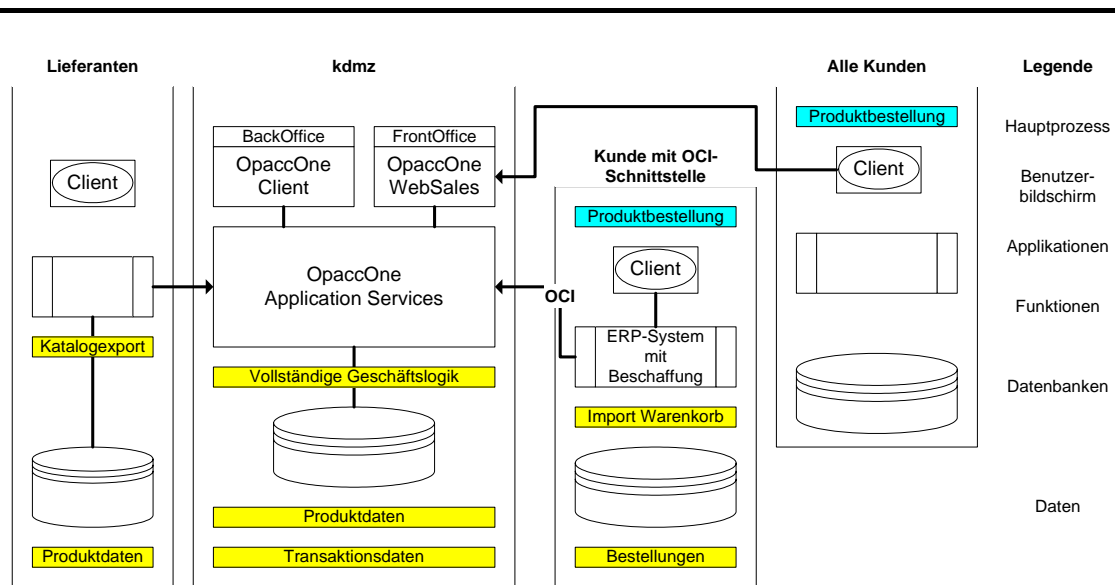 Lieferanten
kdmz
Alle Kunden
Legende
BackOffice
OpaccOne
Client
FrontOffice
OpaccOne
WebSales
Client
OpaccOne
Application Services
Katalogexport
Vollständige Geschäftslogik
Produktdaten
Produktdaten
Transaktionsdaten
Kunde mit OCI-
Schnittstelle
Produktbestellung
Client
OCI
ERP-System
mit
Beschaffung
Import Warenkorb
Bestellungen
Produktbestellung
Client
Hauptprozess
Benutzer-
bildschirm
Applikationen
Funktionen
Datenbanken
Daten